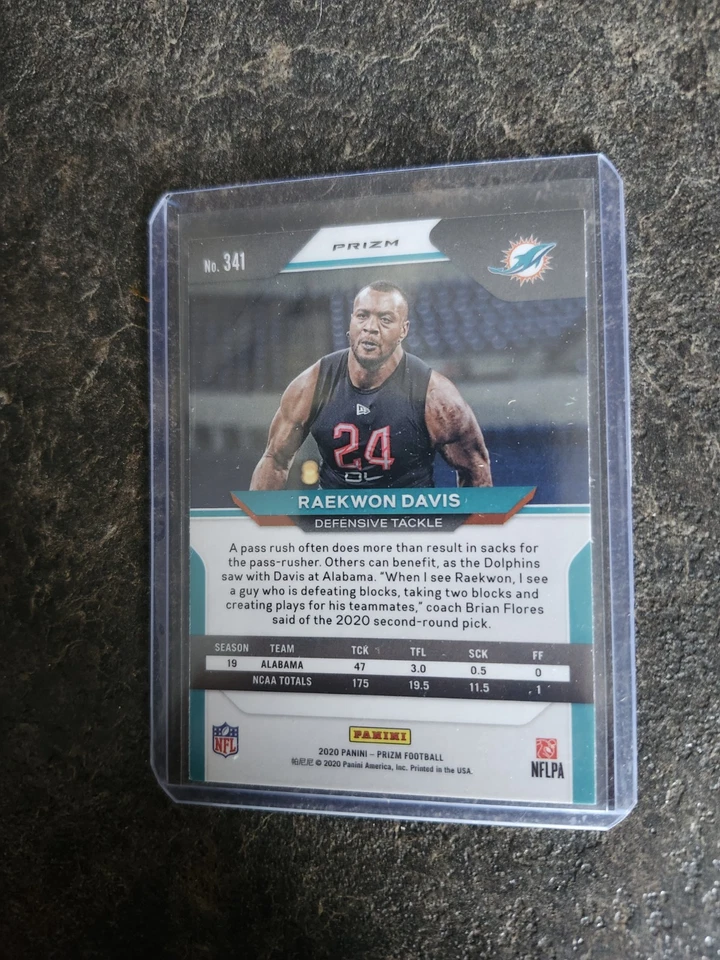 PRIZM
No. 341
24
DL
RAEKWON DAVIS
DEFENSIVE TACKLE
A pass rush often does more than result in sacks for
the pass-rusher. Others can benefit, as the Dolphins
saw with Davis at Alabama. “When I see Raekwon, I see
a guy who is defeating blocks, taking two blocks and
creating plays for his teammates,” coach Brian Flores
said of the 2020 second-round pick.
SEASON TEAM TCK TFL SCK FF
19 ALABAMA 47 3.0 0.5 0
NCAA TOTALS 175 19.5 11.5 1
NFL
PANINI
2020 PANINI – PRIZM FOOTBALL
帕尼尼 © 2020 Panini America, Inc. Printed in the USA.
NFLPA